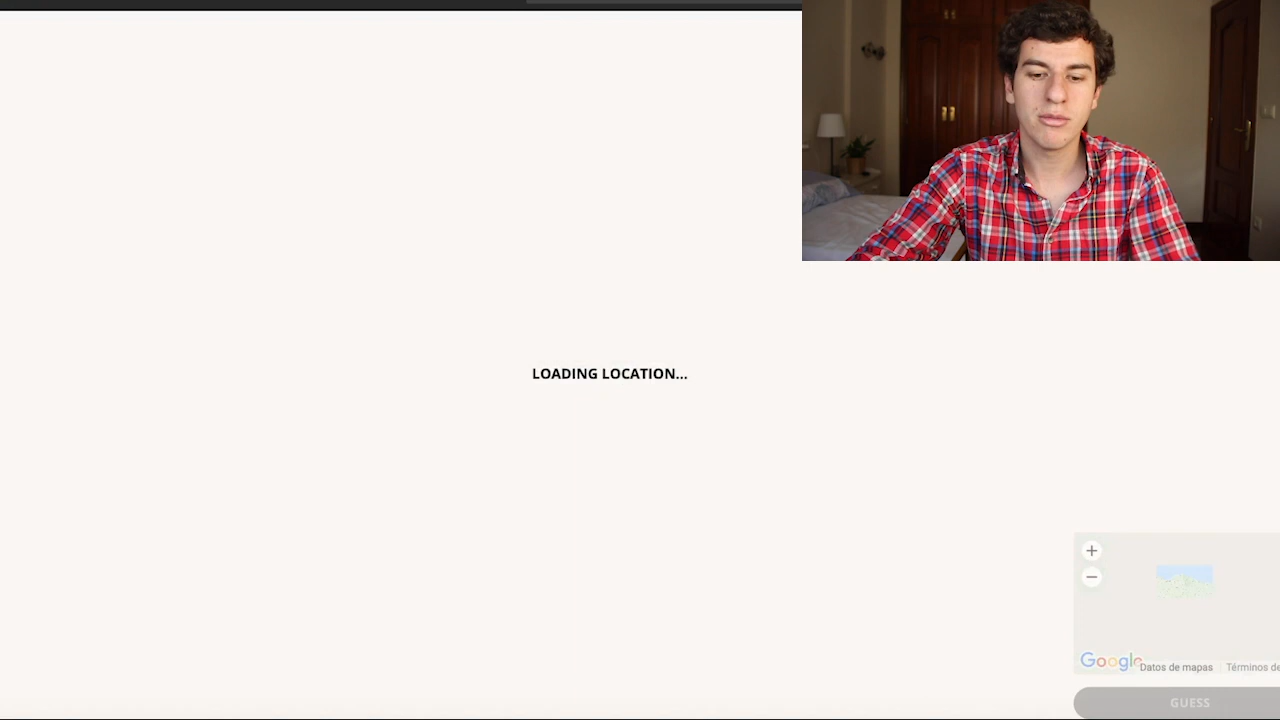 LOADING LOCATION...
+
−
Google
Datos de mapas
Términos de
GUESS